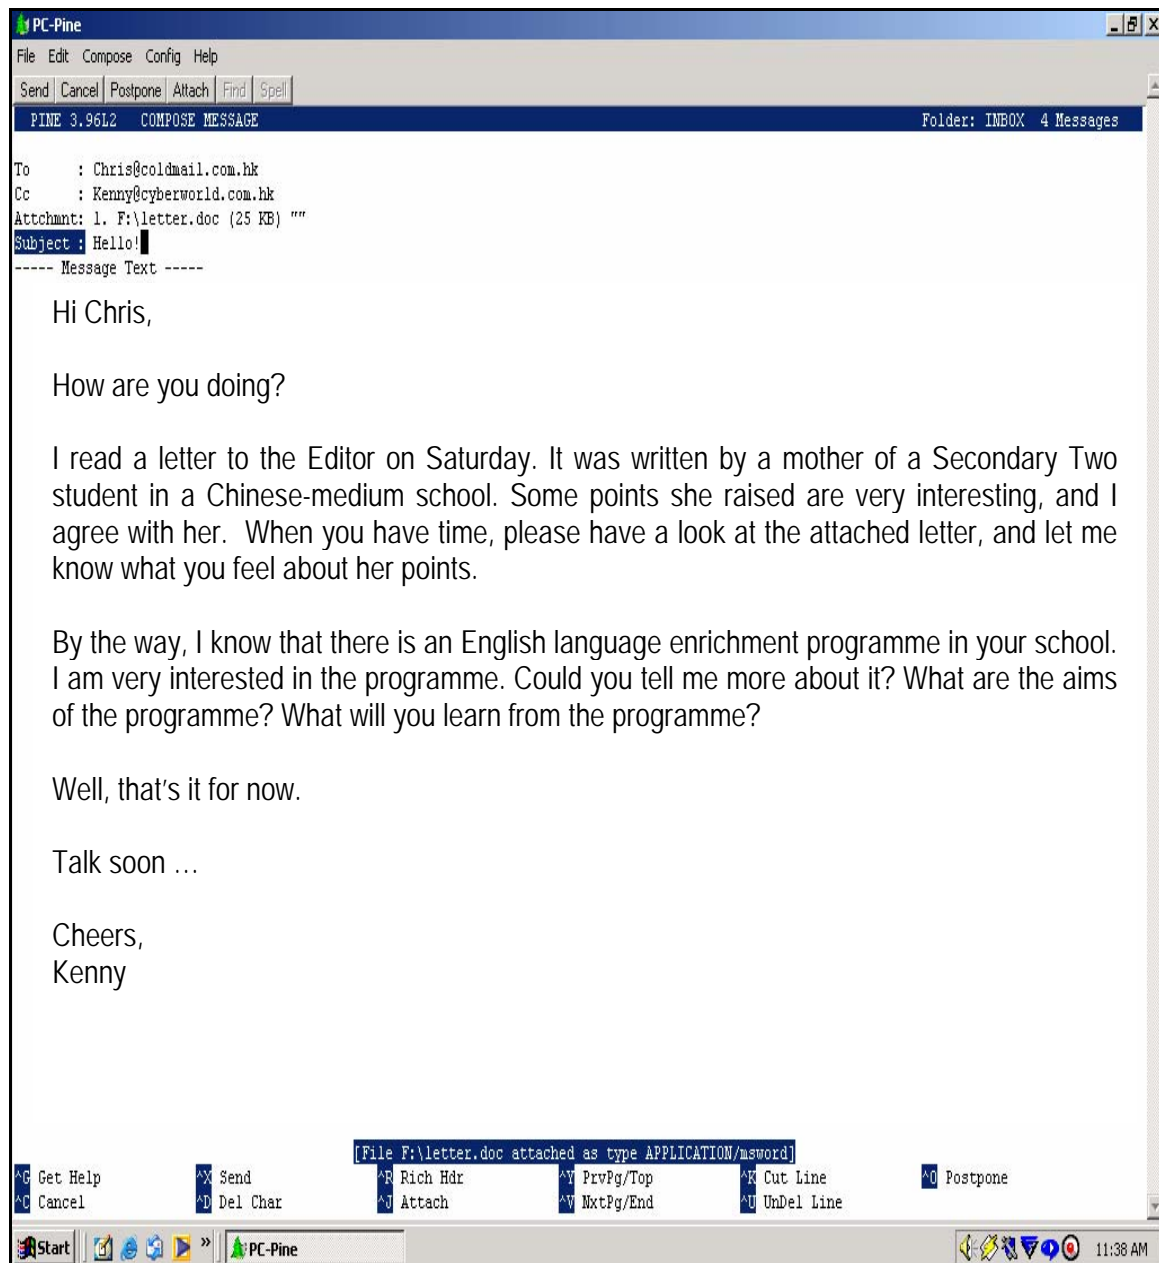 PC-Pine
File Edit Compose Config Help
Send Cancel Postpone Attach Find Spell
PINE 3.96L2 COMPOSE MESSAGE Folder: INBOX 4 Messages
To : Chris@coldmail.com.hk
Cc : Kenny@cyberworld.com.hk
Attchmnt: 1. F:\letter.doc (25 KB) ""
Subject : Hello!
----- Message Text -----
Hi Chris,
How are you doing?
I read a letter to the Editor on Saturday. It was written by a mother of a Secondary Two
student in a Chinese-medium school. Some points she raised are very interesting, and I
agree with her. When you have time, please have a look at the attached letter, and let me
know what you feel about her points.
By the way, I know that there is an English language enrichment programme in your school.
I am very interested in the programme. Could you tell me more about it? What are the aims
of the programme? What will you learn from the programme?
Well, that's it for now.
Talk soon …
Cheers,
Kenny
[File F:\letter.doc attached as type APPLICATION/msword]
^G Get Help ^X Send ^R Rich Hdr ^Y PrvPg/Top ^K Cut Line ^O Postpone
^C Cancel ^D Del Char ^J Attach ^V NxtPg/End ^U UnDel Line
Start » PC-Pine 11:38 AM